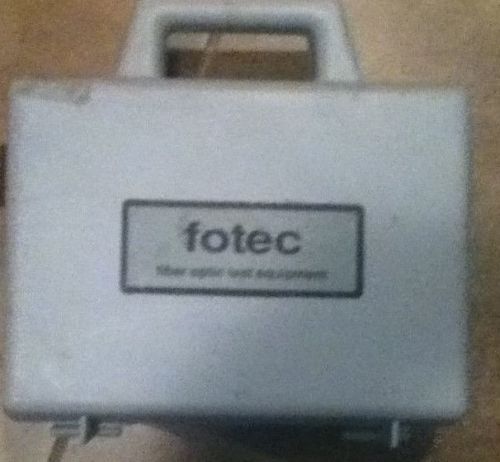 fotec
fiber optic test equipment